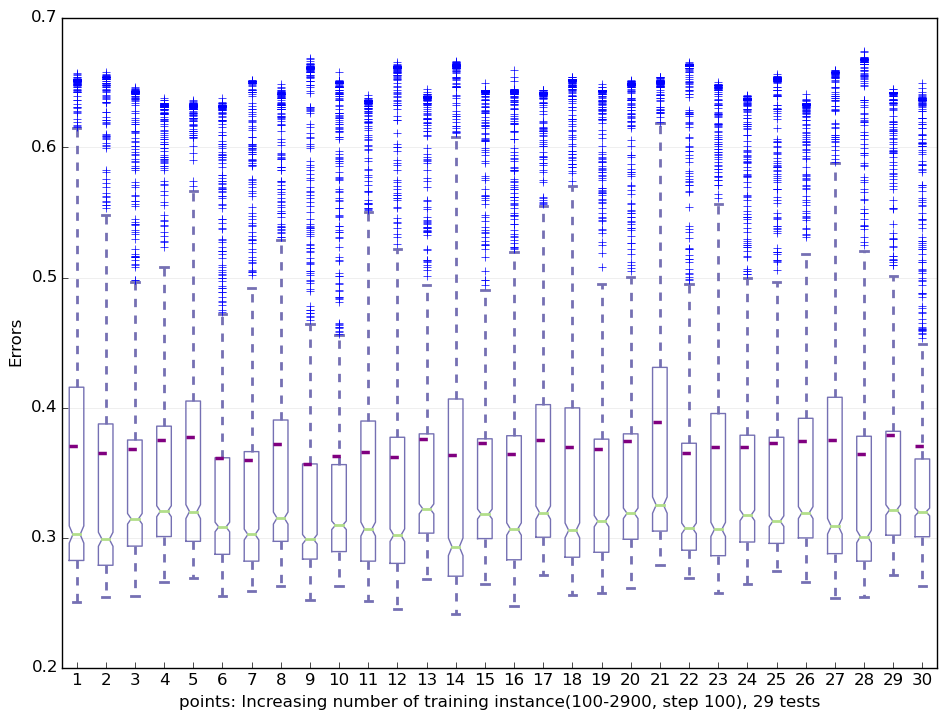 0.7
0.6
0.5
0.4
0.3
0.2
Errors
1 2 3 4 5 6 7 8 9 10 11 12 13 14 15 16 17 18 19 20 21 22 23 24 25 26 27 28 29 30
points: Increasing number of training instance(100-2900, step 100), 29 tests